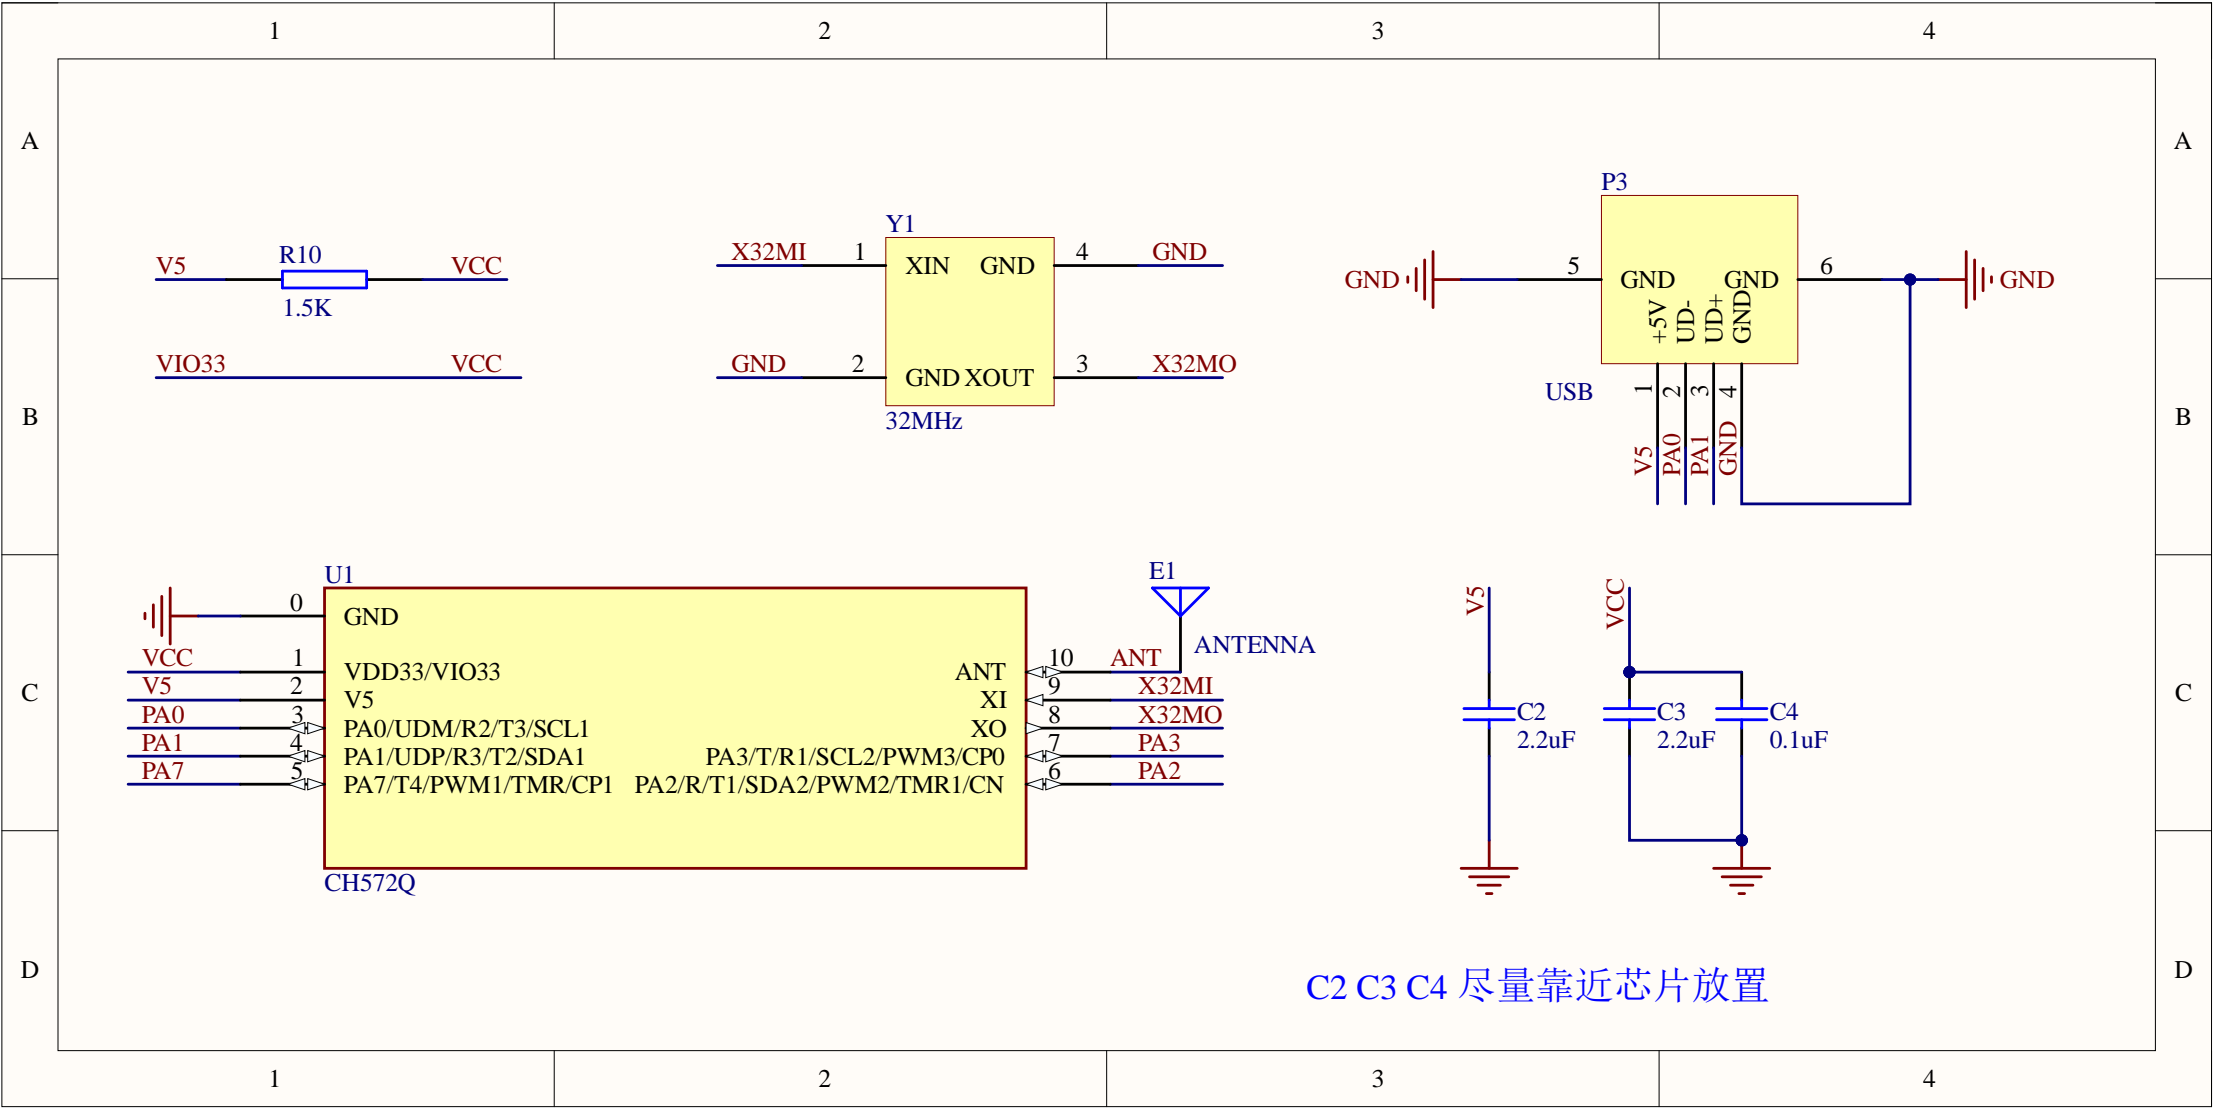 1
2
3
4
A
A
P3
Y1
X32MI
1
XIN
GND
4
GND
R10
V5
VCC
1.5K
GND
5
GND
GND
6
GND
+5V
UD-
UD+
GND
VIO33
VCC
GND
2
GND
XOUT
3
X32MO
32MHz
USB
1
2
3
4
V5
PA0
PA1
GND
B
B
U1
0
GND
VCC
1
VDD33/VIO33
V5
2
V5
PA0
3
PA0/UDM/R2/T3/SCL1
PA1
4
PA1/UDP/R3/T2/SDA1
PA7
5
PA7/T4/PWM1/TMR/CP1
ANT
10
ANT
XI
9
X32MI
XO
8
X32MO
PA3/T/R1/SCL2/PWM3/CP0
7
PA3
PA2/R/T1/SDA2/PWM2/TMR1/CN
6
PA2
CH572Q
E1
ANTENNA
V5
VCC
C2
2.2uF
C3
2.2uF
C4
0.1uF
C
C
C2 C3 C4 尽量靠近芯片放置
D
D
1
2
3
4